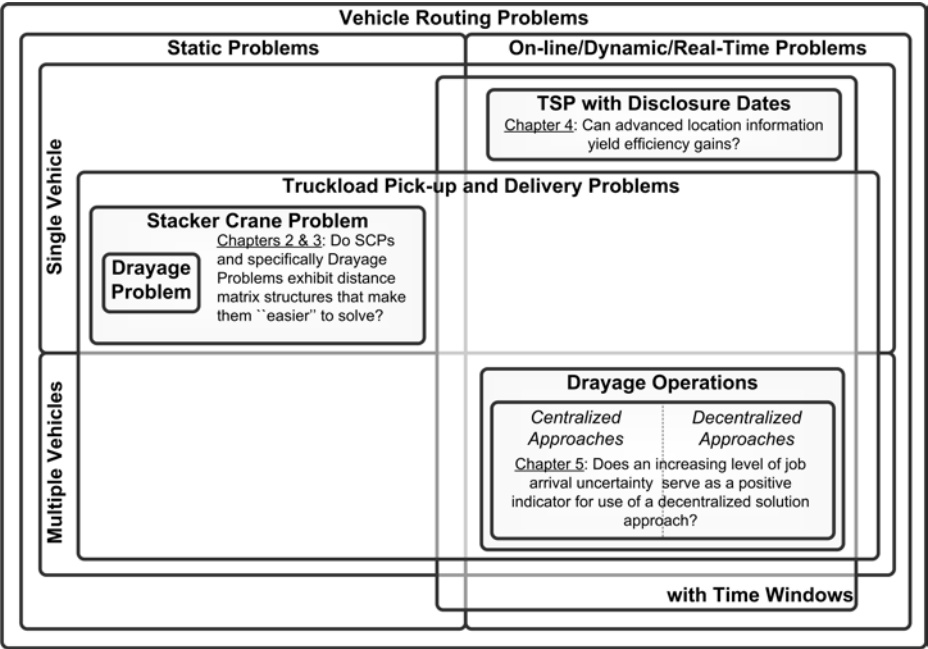 Vehicle Routing Problems
Static Problems
On-line/Dynamic/Real-Time Problems
Single Vehicle
TSP with Disclosure Dates
Chapter 4: Can advanced location information
yield efficiency gains?
Truckload Pick-up and Delivery Problems
Stacker Crane Problem
Drayage
Problem
Chapters 2 & 3: Do SCPs
and specifically Drayage
Problems exhibit distance
matrix structures that make
them ``easier'' to solve?
Multiple Vehicles
Drayage Operations
Centralized
Approaches
Decentralized
Approaches
Chapter 5: Does an increasing level of job
arrival uncertainty serve as a positive
indicator for use of a decentralized solution
approach?
with Time Windows